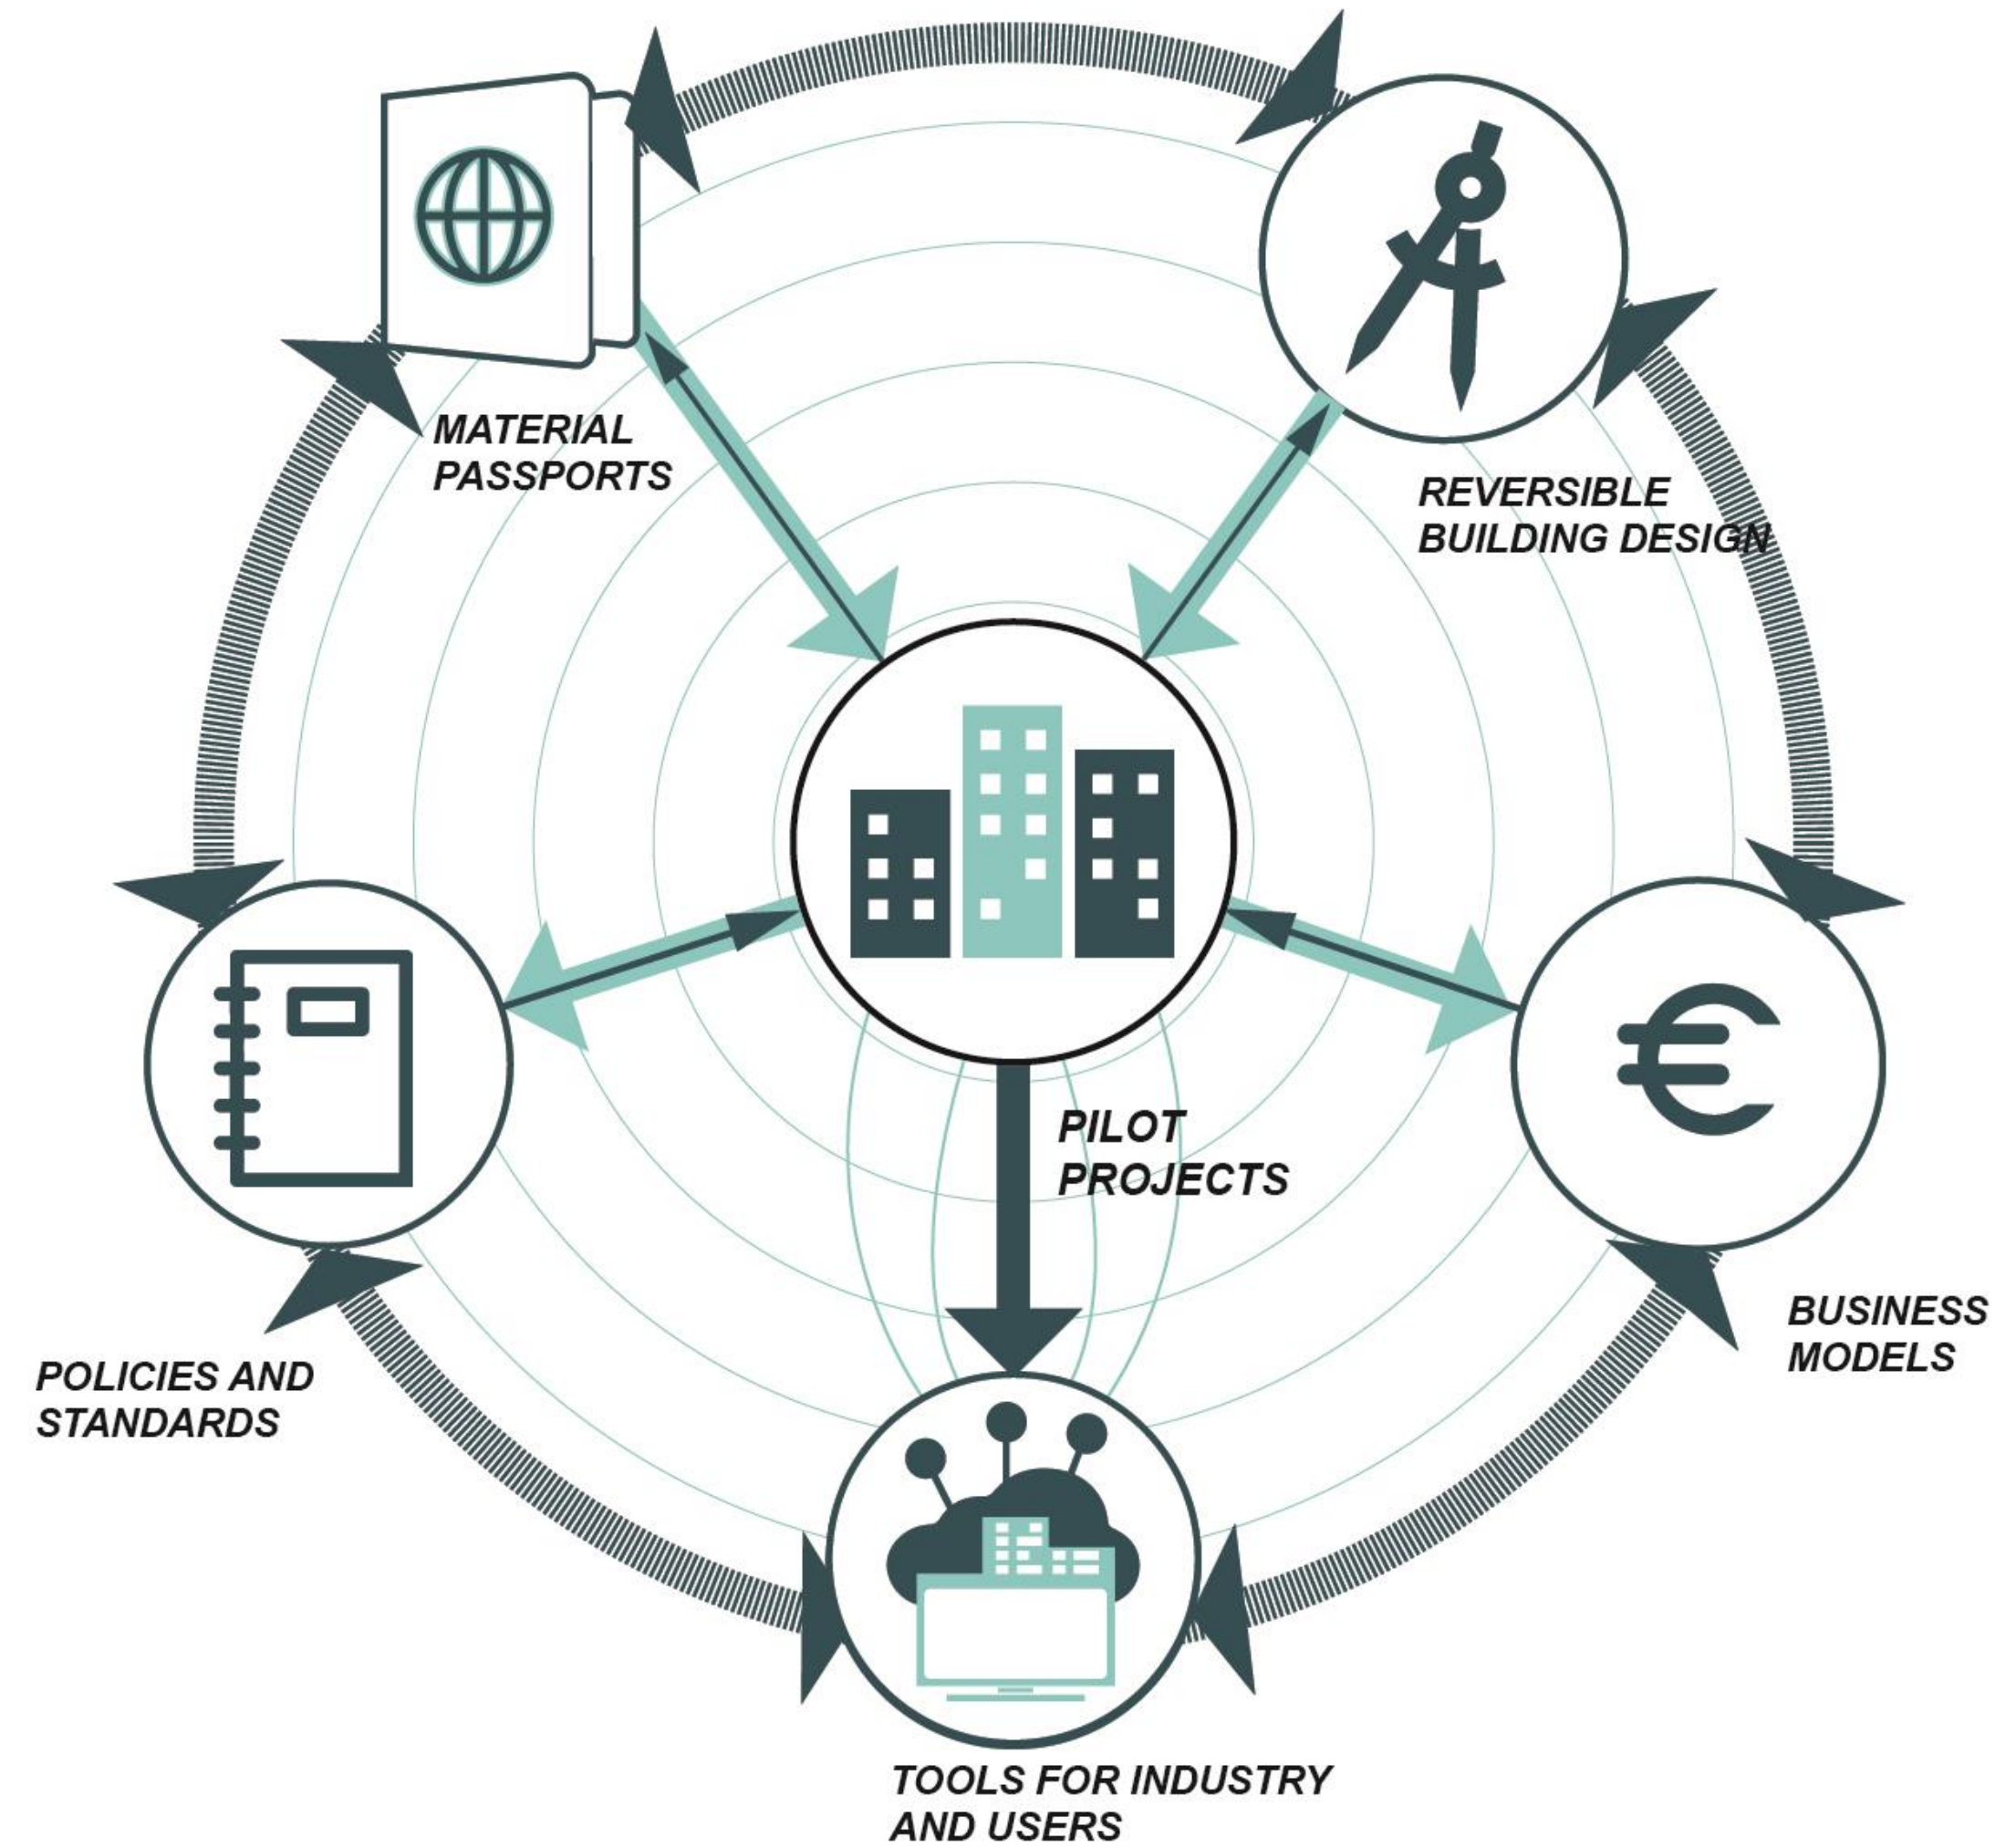 MATERIAL
PASSPORTS
REVERSIBLE
BUILDING DESIGN
PILOT
PROJECTS
BUSINESS
MODELS
POLICIES AND
STANDARDS
TOOLS FOR INDUSTRY
AND USERS